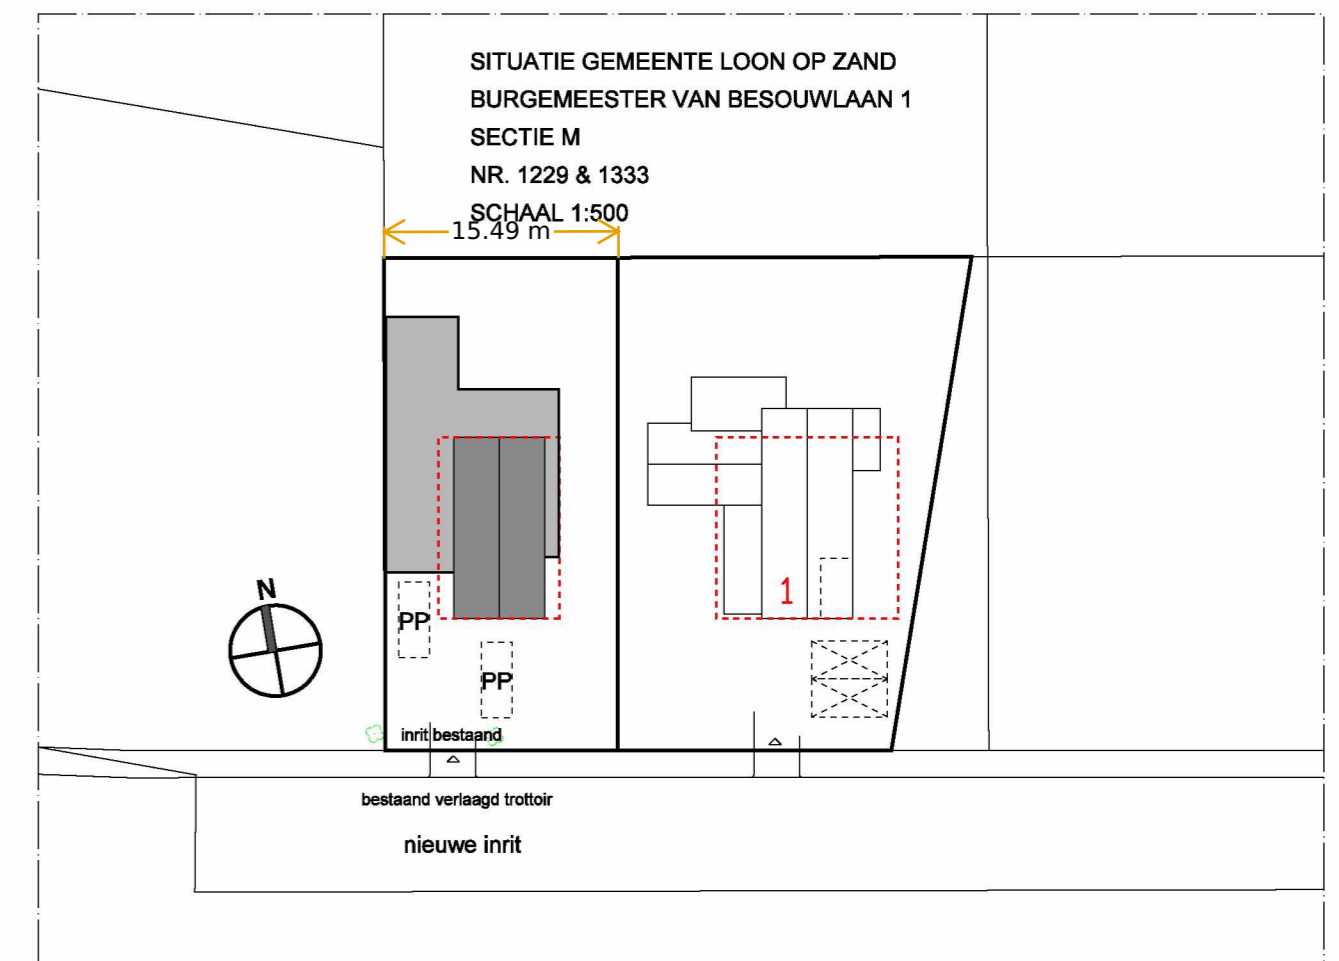 SITUATIE GEMEENTE LOON OP ZAND
BURGEMEESTER VAN BESOUWLAAN 1
SECTIE M
NR. 1229 & 1333
SCHAAL 1:500
15.49 m
N
1
PP
PP
inrit bestaand
bestaand verlaagd trottoir
nieuwe inrit